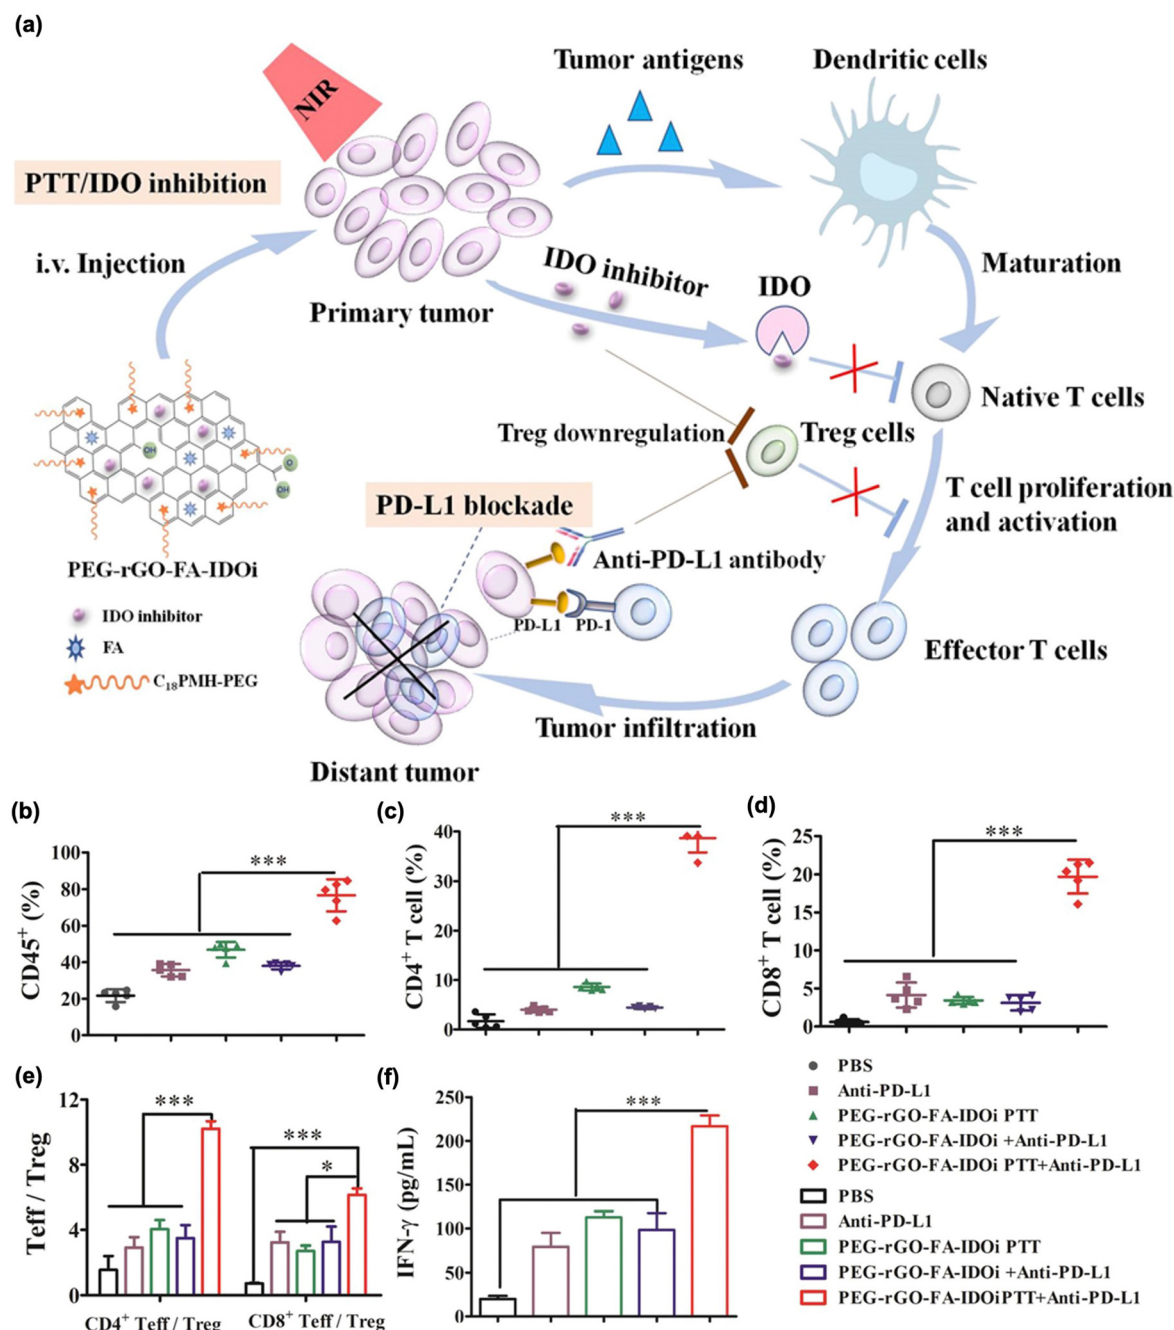 (a)
NIR
Tumor antigens
Dendritic cells
PTT/IDO inhibition
i.v. Injection
Primary tumor
IDO inhibitor
IDO
Maturation
Native T cells
Treg downregulation
Treg cells
T cell proliferation
and activation
OH
O
OH
PEG-rGO-FA-IDOi
IDO inhibitor
FA
C18PMH-PEG
PD-L1 blockade
Anti-PD-L1 antibody
PD-L1
PD-1
Effector T cells
Tumor infiltration
Distant tumor
(b)
CD45+ (%)
100
80
60
40
20
0
***
(c)
CD4+ T cell (%)
40
30
20
10
0
***
(d)
CD8+ T cell (%)
25
20
15
10
5
0
***
(e)
Teff / Treg
12
8
4
0
***
***
*
CD4+ Teff / Treg
CD8+ Teff / Treg
(f)
IFN-γ (pg/mL)
250
200
150
100
50
0
***
PBS
Anti-PD-L1
PEG-rGO-FA-IDOi PTT
PEG-rGO-FA-IDOi +Anti-PD-L1
PEG-rGO-FA-IDOi PTT+Anti-PD-L1
PBS
Anti-PD-L1
PEG-rGO-FA-IDOi PTT
PEG-rGO-FA-IDOi +Anti-PD-L1
PEG-rGO-FA-IDOiPTT+Anti-PD-L1